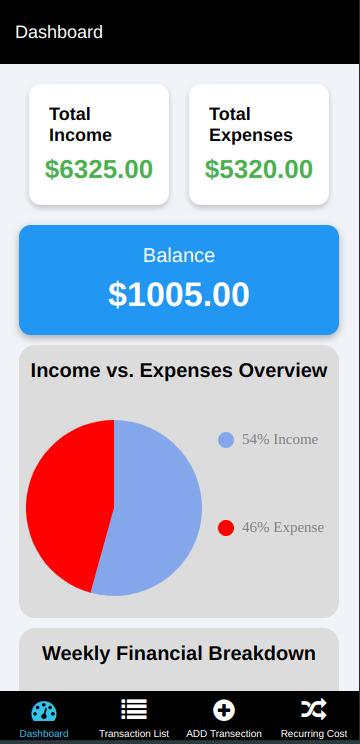 Dashboard
Total
Income
$6325.00
Total
Expenses
$5320.00
Balance
$1005.00
Income vs. Expenses Overview
54% Income
46% Expense
Weekly Financial Breakdown
Dashboard
Transaction List
ADD Transection
Recurring Cost